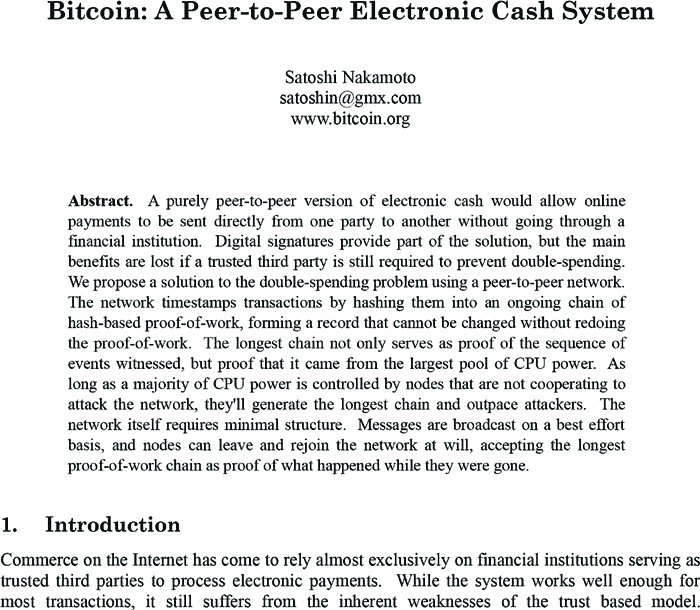 Bitcoin: A Peer-to-Peer Electronic Cash System
Satoshi Nakamoto
satoshin@gmx.com
www.bitcoin.org
Abstract. A purely peer-to-peer version of electronic cash would allow online
payments to be sent directly from one party to another without going through a
financial institution. Digital signatures provide part of the solution, but the main
benefits are lost if a trusted third party is still required to prevent double-spending.
We propose a solution to the double-spending problem using a peer-to-peer network.
The network timestamps transactions by hashing them into an ongoing chain of
hash-based proof-of-work, forming a record that cannot be changed without redoing
the proof-of-work. The longest chain not only serves as proof of the sequence of
events witnessed, but proof that it came from the largest pool of CPU power. As
long as a majority of CPU power is controlled by nodes that are not cooperating to
attack the network, they'll generate the longest chain and outpace attackers. The
network itself requires minimal structure. Messages are broadcast on a best effort
basis, and nodes can leave and rejoin the network at will, accepting the longest
proof-of-work chain as proof of what happened while they were gone.
1. Introduction
Commerce on the Internet has come to rely almost exclusively on financial institutions serving as
trusted third parties to process electronic payments. While the system works well enough for
most transactions, it still suffers from the inherent weaknesses of the trust based model.